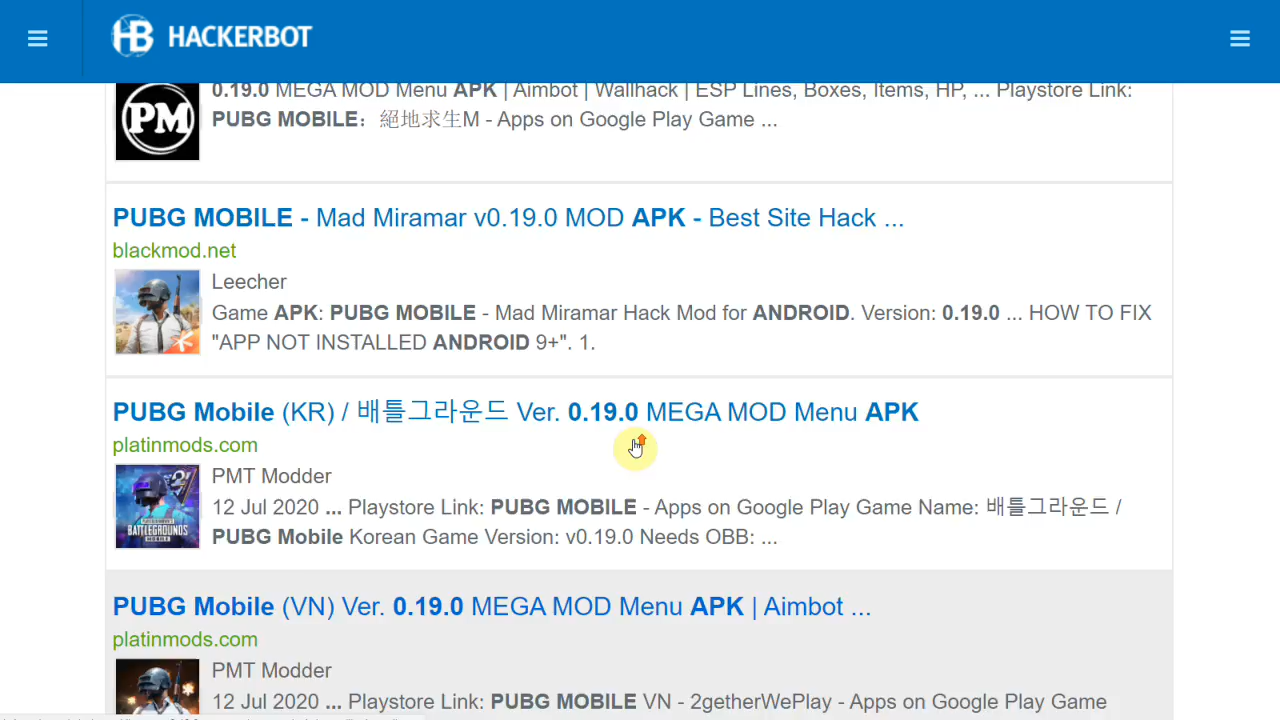 HB HACKERBOT
0.19.0 MEGA MOD Menu APK | Aimbot | Wallhack | ESP Lines, Boxes, Items, HP, ... Playstore Link:
PM
PUBG MOBILE：絕地求生M - Apps on Google Play Game ...
PUBG MOBILE - Mad Miramar v0.19.0 MOD APK - Best Site Hack ...
blackmod.net
Leecher
Game APK: PUBG MOBILE - Mad Miramar Hack Mod for ANDROID. Version: 0.19.0 ... HOW TO FIX
"APP NOT INSTALLED ANDROID 9+". 1.
PUBG Mobile (KR) / 배틀그라운드 Ver. 0.19.0 MEGA MOD Menu APK
platinmods.com
PMT Modder
12 Jul 2020 ... Playstore Link: PUBG MOBILE - Apps on Google Play Game Name: 배틀그라운드 /
BATTLEGROUNDS
PUBG Mobile Korean Game Version: v0.19.0 Needs OBB: ...
PUBG Mobile (VN) Ver. 0.19.0 MEGA MOD Menu APK | Aimbot ...
platinmods.com
PMT Modder
12 Jul 2020 ... Playstore Link: PUBG MOBILE VN - 2getherWePlay - Apps on Google Play Game